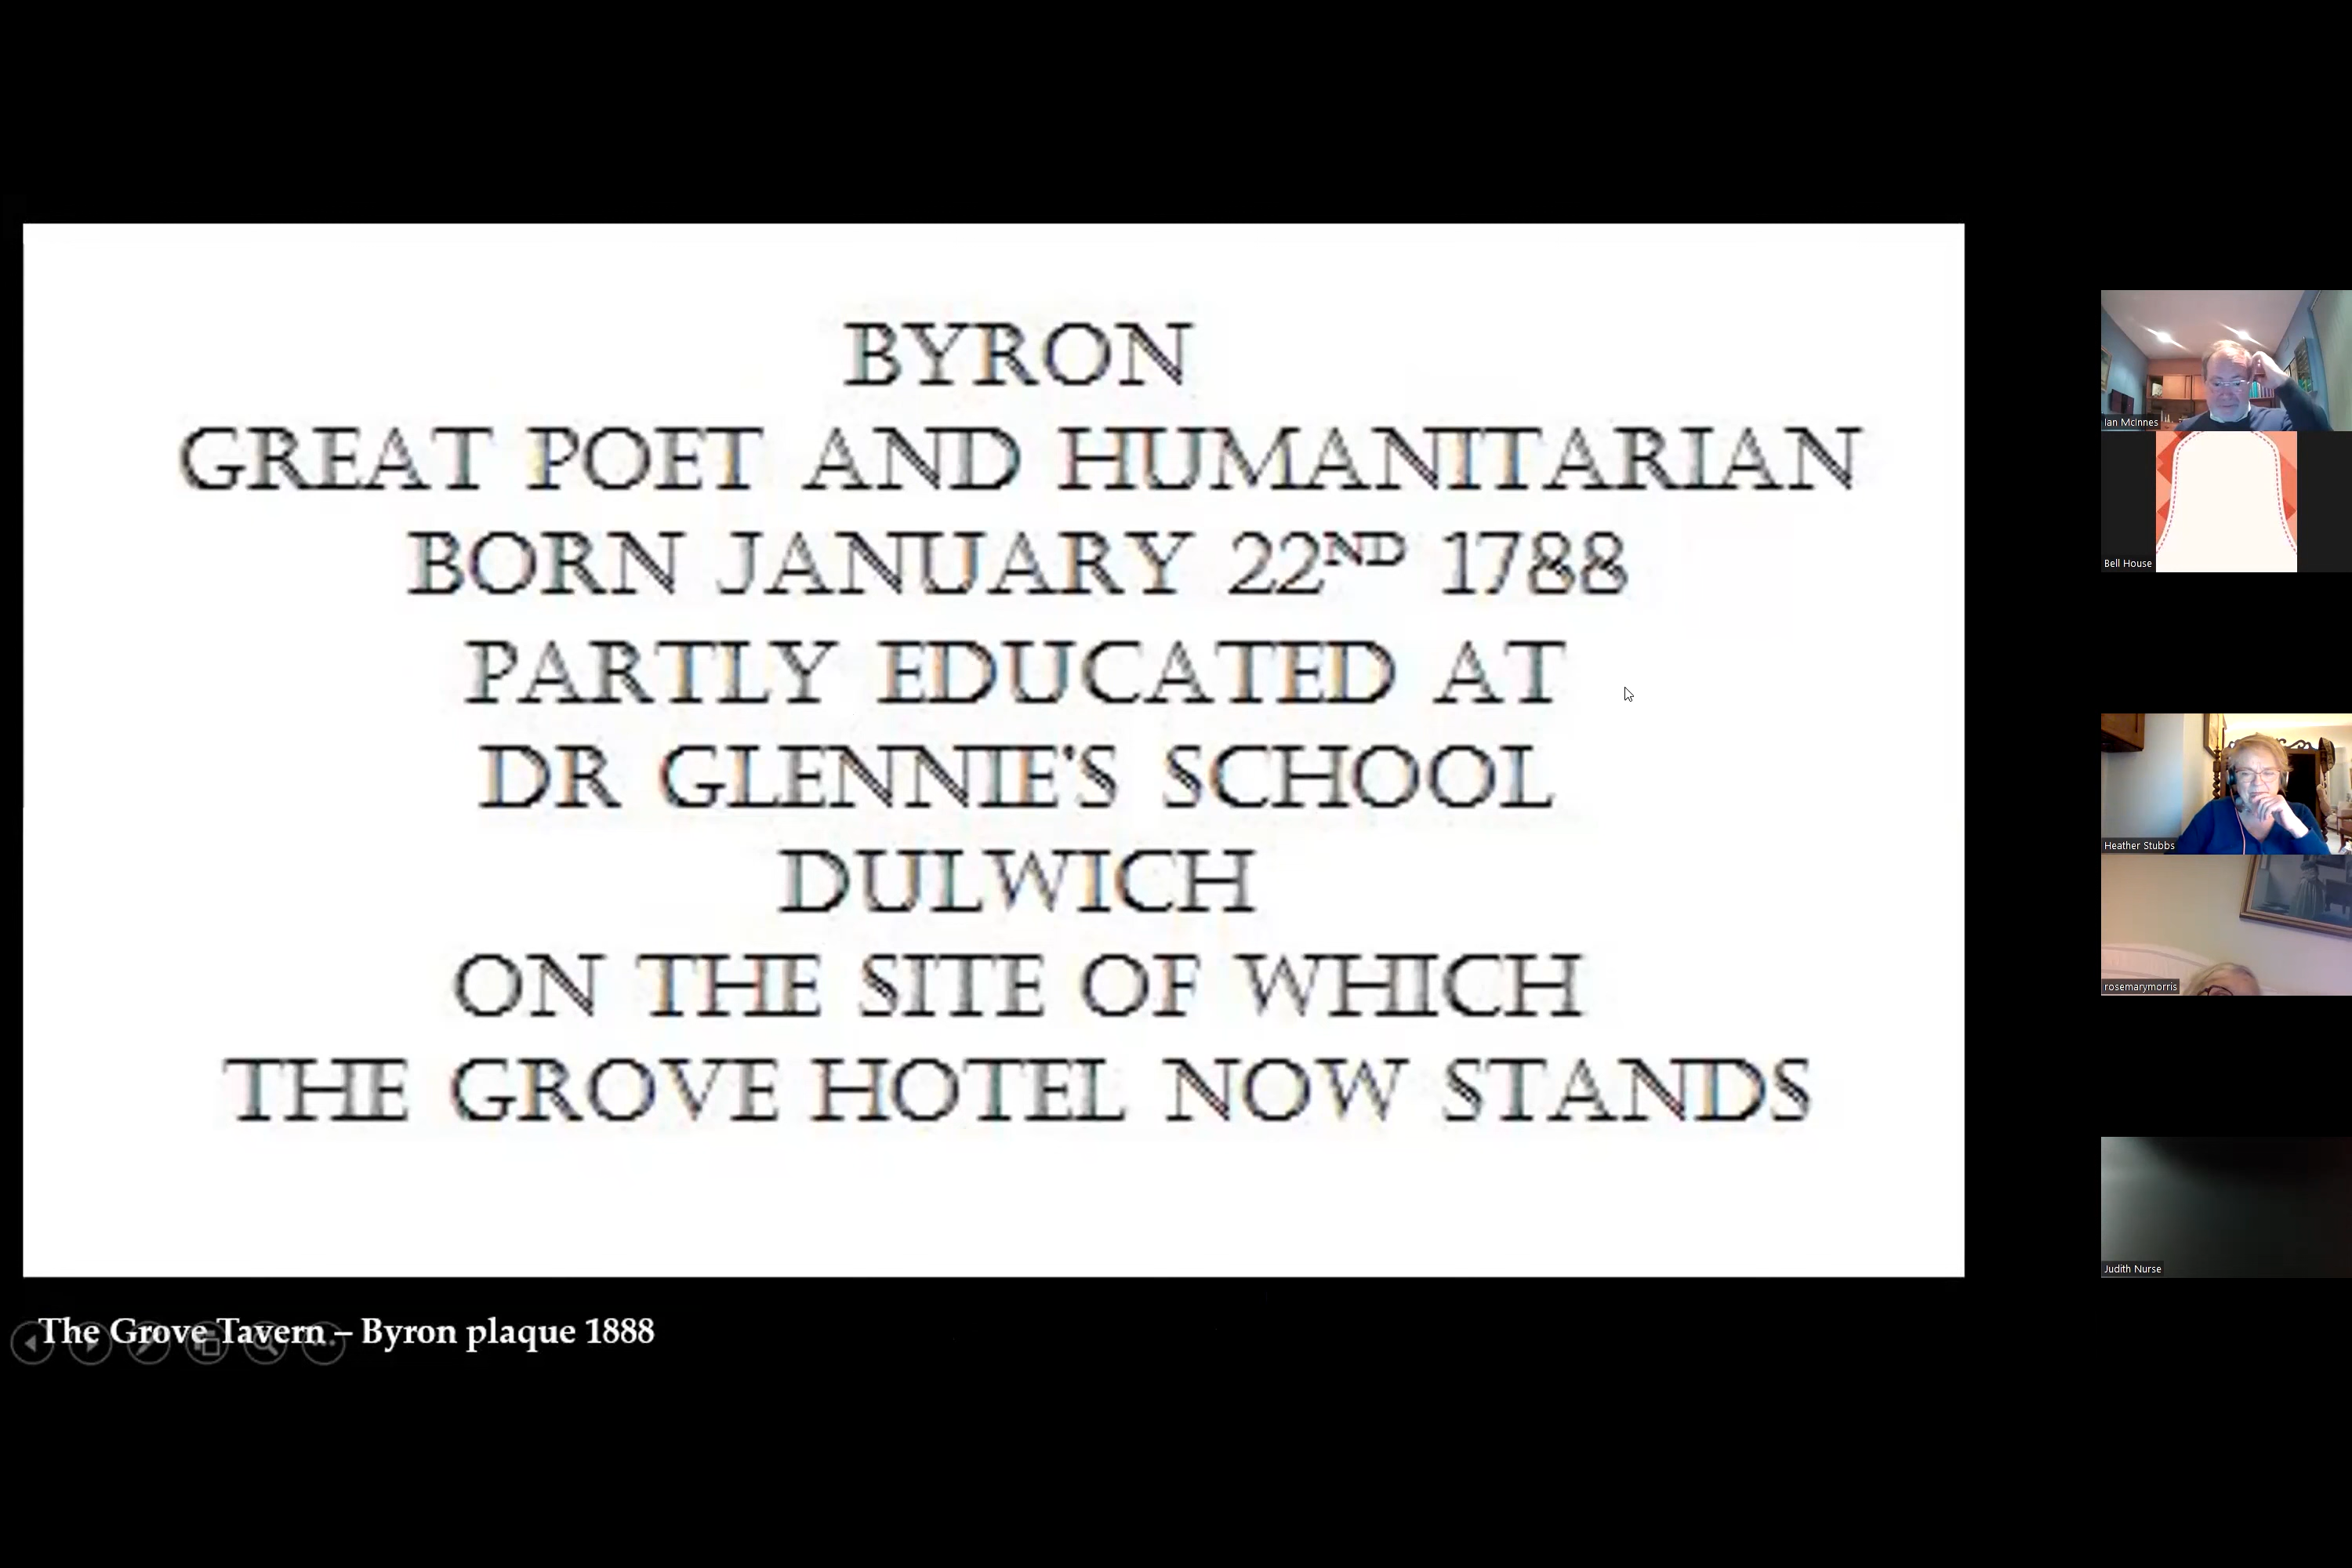 BYRON
GREAT POET AND HUMANITARIAN
BORN JANUARY 22ND 1788
PARTLY EDUCATED AT
DR GLENNIE'S SCHOOL
DULWICH
ON THE SITE OF WHICH
THE GROVE HOTEL NOW STANDS
The Grove Tavern – Byron plaque 1888
Ian McInnes
Bell House
Heather Stubbs
rosemarymorris
Judith Nurse